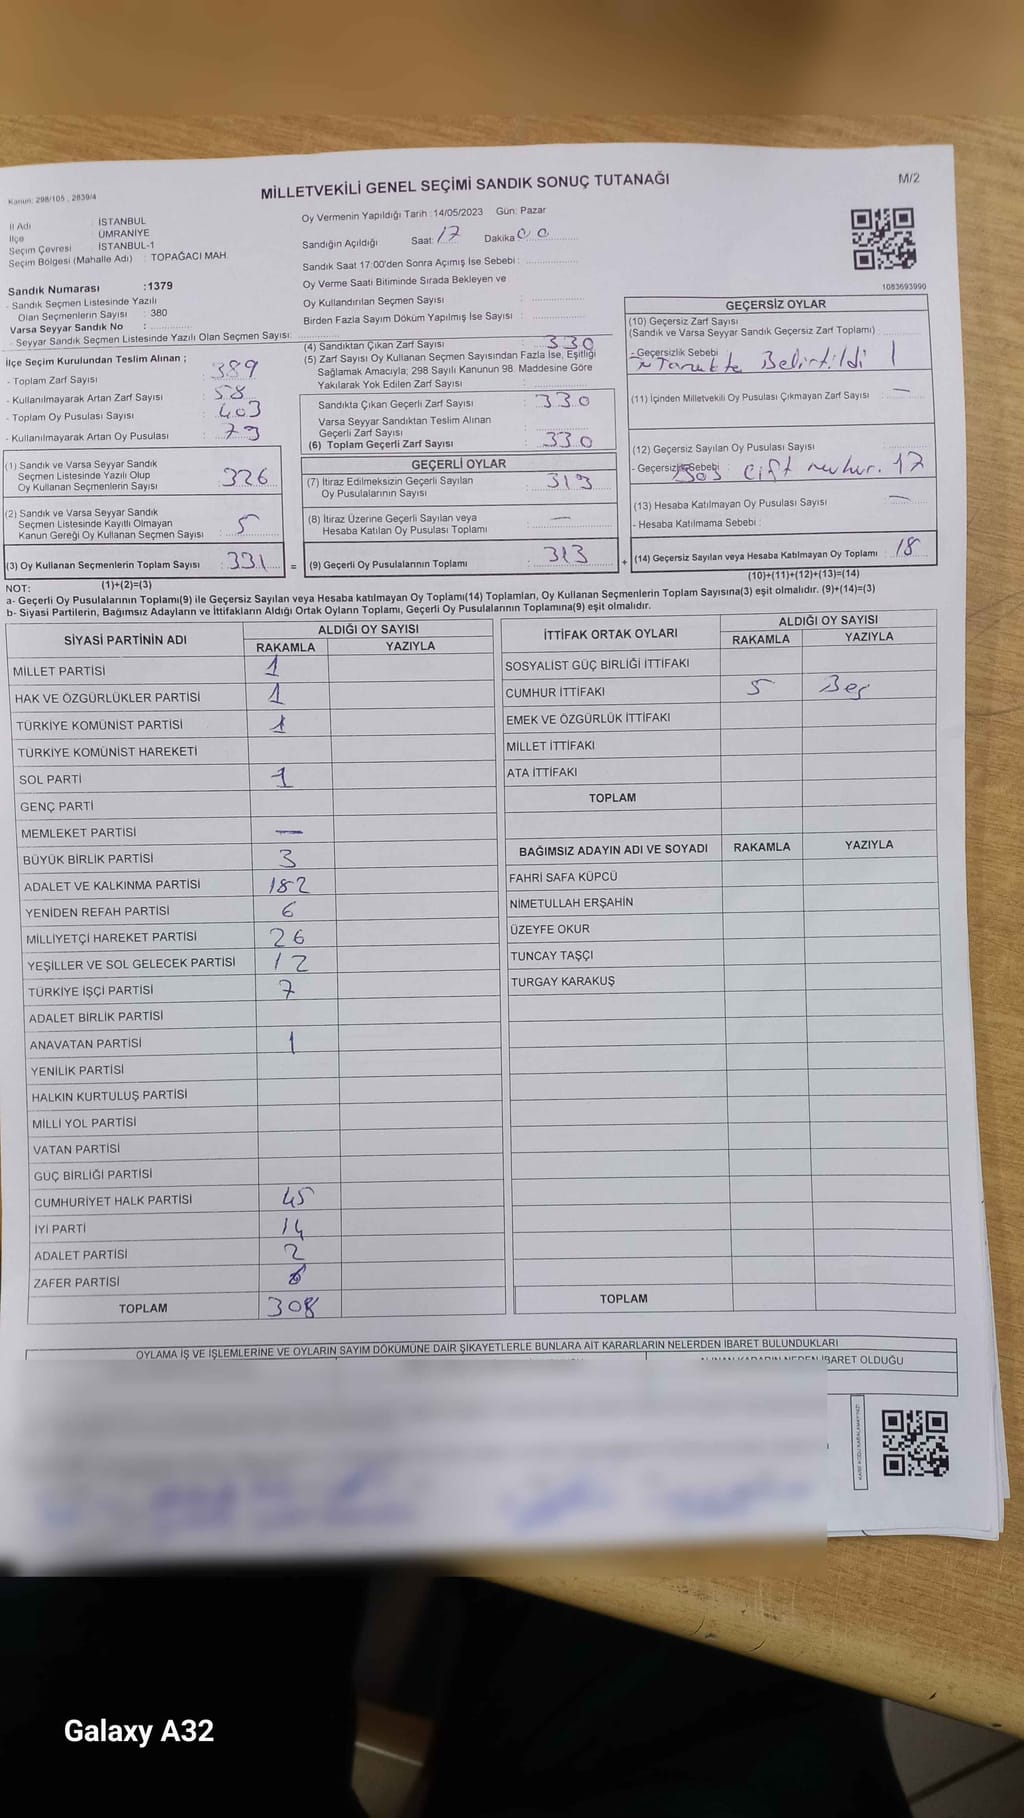 Kanun: 298/105 , 2839/4
MİLLETVEKİLİ GENEL SEÇİMİ SANDIK SONUÇ TUTANAĞI
M/2
İl Adı : İSTANBUL
İlçe : ÜMRANİYE
Seçim Çevresi : İSTANBUL-1
Seçim Bölgesi (Mahalle Adı) : TOPAĞACI MAH.
Sandık Numarası :1379
- Sandık Seçmen Listesinde Yazılı
Olan Seçmenlerin Sayısı : 380
Varsa Seyyar Sandık No :
- Seyyar Sandık Seçmen Listesinde Yazılı Olan Seçmen Sayısı:
Oy Vermenin Yapıldığı Tarih :14/05/2023 Gün: Pazar
Sandığın Açıldığı Saat: 17 Dakika 00
Sandık Saat 17:00'den Sonra Açımış İse Sebebi :
Oy Verme Saati Bitiminde Sırada Bekleyen ve
Oy Kullandırılan Seçmen Sayısı :
Birden Fazla Sayım Döküm Yapılmış İse Sayısı :
1083693990
İlçe Seçim Kurulundan Teslim Alınan ;
- Toplam Zarf Sayısı : 389
- Kullanılmayarak Artan Zarf Sayısı : 58
- Toplam Oy Pusulası Sayısı : 403
- Kullanılmayarak Artan Oy Pusulası : 73
(1) Sandık ve Varsa Seyyar Sandık
Seçmen Listesinde Yazılı Olup
Oy Kullanan Seçmenlerin Sayısı : 326
(2) Sandık ve Varsa Seyyar Sandık
Seçmen Listesinde Kayıtlı Olmayan
Kanun Gereği Oy Kullanan Seçmen Sayısı : 5
(3) Oy Kullanan Seçmenlerin Toplam Sayısı : 331 =
(4) Sandıktan Çıkan Zarf Sayısı : 330
(5) Zarf Sayısı Oy Kullanan Seçmen Sayısından Fazla İse, Eşitliği
Sağlamak Amacıyla; 298 Sayılı Kanunun 98. Maddesine Göre
Yakılarak Yok Edilen Zarf Sayısı :
Sandıkta Çıkan Geçerli Zarf Sayısı : 330
Varsa Seyyar Sandıktan Teslim Alınan
Geçerli Zarf Sayısı :
(6) Toplam Geçerli Zarf Sayısı : 330
GEÇERLİ OYLAR
(7) İtiraz Edilmeksizin Geçerli Sayılan
Oy Pusulalarının Sayısı : 313
(8) İtiraz Üzerine Geçerli Sayılan veya
Hesaba Katılan Oy Pusulası Toplamı : —
(9) Geçerli Oy Pusulalarının Toplamı : 313 +
GEÇERSİZ OYLAR
(10) Geçersiz Zarf Sayısı
(Sandık ve Varsa Seyyar Sandık Geçersiz Zarf Toplamı)
- Geçersizlik Sebebi : Belirtildi 1
(11) İçinden Milletvekili Oy Pusulası Çıkmayan Zarf Sayısı : —
(12) Geçersiz Sayılan Oy Pusulası Sayısı
- Geçersizlik Sebebi : Boş çift 17
(13) Hesaba Katılmayan Oy Pusulası Sayısı : —
- Hesaba Katılmama Sebebi :
(14) Geçersiz Sayılan veya Hesaba Katılmayan Oy Toplamı : 18
NOT: (1)+(2)=(3)
(10)+(11)+(12)+(13)=(14)
a- Geçerli Oy Pusulalarının Toplamı(9) ile Geçersiz Sayılan veya Hesaba katılmayan Oy Toplamı(14) Toplamları, Oy Kullanan Seçmenlerin Toplam Sayısına(3) eşit olmalıdır. (9)+(14)=(3)
b- Siyasi Partilerin, Bağımsız Adayların ve İttifakların Aldığı Ortak Oyların Toplamı, Geçerli Oy Pusulalarının Toplamına(9) eşit olmalıdır.
SİYASİ PARTİNİN ADI
ALDIĞI OY SAYISI
RAKAMLA YAZIYLA
MİLLET PARTİSİ 1
HAK VE ÖZGÜRLÜKLER PARTİSİ 1
TÜRKİYE KOMÜNİST PARTİSİ 1
TÜRKİYE KOMÜNİST HAREKETİ
SOL PARTİ 1
GENÇ PARTİ
MEMLEKET PARTİSİ —
BÜYÜK BİRLİK PARTİSİ 3
ADALET VE KALKINMA PARTİSİ 182
YENİDEN REFAH PARTİSİ 6
MİLLİYETÇİ HAREKET PARTİSİ 26
YEŞİLLER VE SOL GELECEK PARTİSİ 12
TÜRKİYE İŞÇİ PARTİSİ 7
ADALET BİRLİK PARTİSİ
ANAVATAN PARTİSİ 1
YENİLİK PARTİSİ
HALKIN KURTULUŞ PARTİSİ
MİLLİ YOL PARTİSİ
VATAN PARTİSİ
GÜÇ BİRLİĞİ PARTİSİ
CUMHURİYET HALK PARTİSİ 45
İYİ PARTİ 14
ADALET PARTİSİ 2
ZAFER PARTİSİ 6
TOPLAM 308
İTTİFAK ORTAK OYLARI
ALDIĞI OY SAYISI
RAKAMLA YAZIYLA
SOSYALİST GÜÇ BİRLİĞİ İTTİFAKI
CUMHUR İTTİFAKI 5 Beş
EMEK VE ÖZGÜRLÜK İTTİFAKI
MİLLET İTTİFAKI
ATA İTTİFAKI
TOPLAM
BAĞIMSIZ ADAYIN ADI VE SOYADI RAKAMLA YAZIYLA
FAHRİ SAFA KÜPCÜ
NİMETULLAH ERŞAHİN
ÜZEYFE OKUR
TUNCAY TAŞÇI
TURGAY KARAKUŞ
TOPLAM
OYLAMA İŞ VE İŞLEMLERİNE VE OYLARIN SAYIM DÖKÜMÜNE DAİR ŞİKAYETLERLE BUNLARA AİT KARARLARIN NELERDEN İBARET BULUNDUKLARI
İBARET OLDUĞU
Galaxy A32